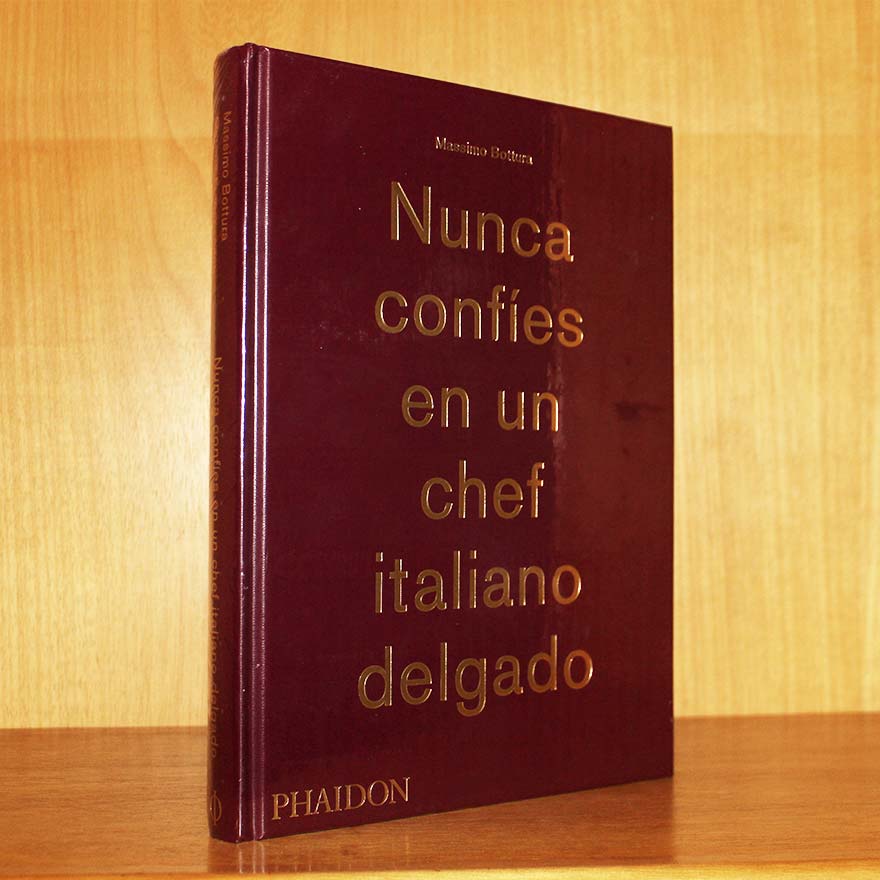 Massimo Bottura
Nunca
confíes
en un
chef
italiano
delgado
PHAIDON
Massimo Bottura
Nunca confíes en un chef italiano delgado